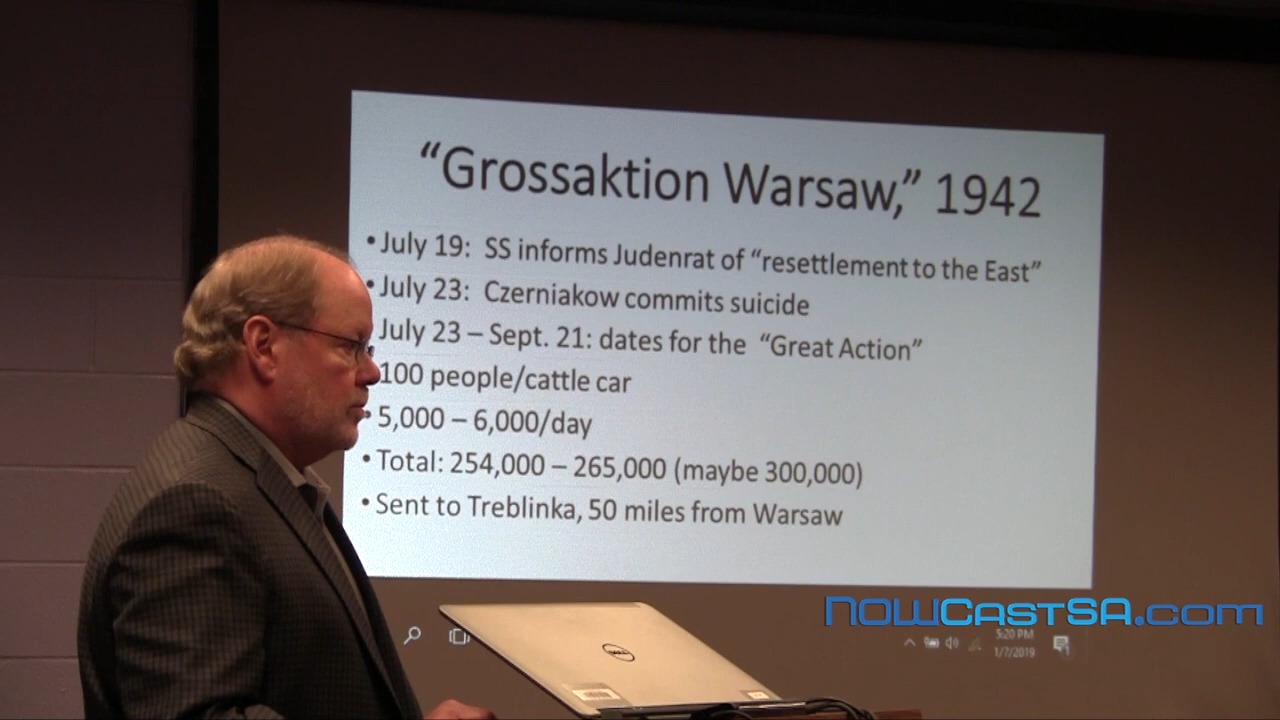 “Grossaktion Warsaw,” 1942
• July 19: SS informs Judenrat of “resettlement to the East”
• July 23: Czerniakow commits suicide
July 23 – Sept. 21: dates for the “Great Action”
100 people/cattle car
• 5,000 – 6,000/day
• Total: 254,000 – 265,000 (maybe 300,000)
• Sent to Treblinka, 50 miles from Warsaw
NOWCastSA.com
5:20 PM
1/7/2019
DELL